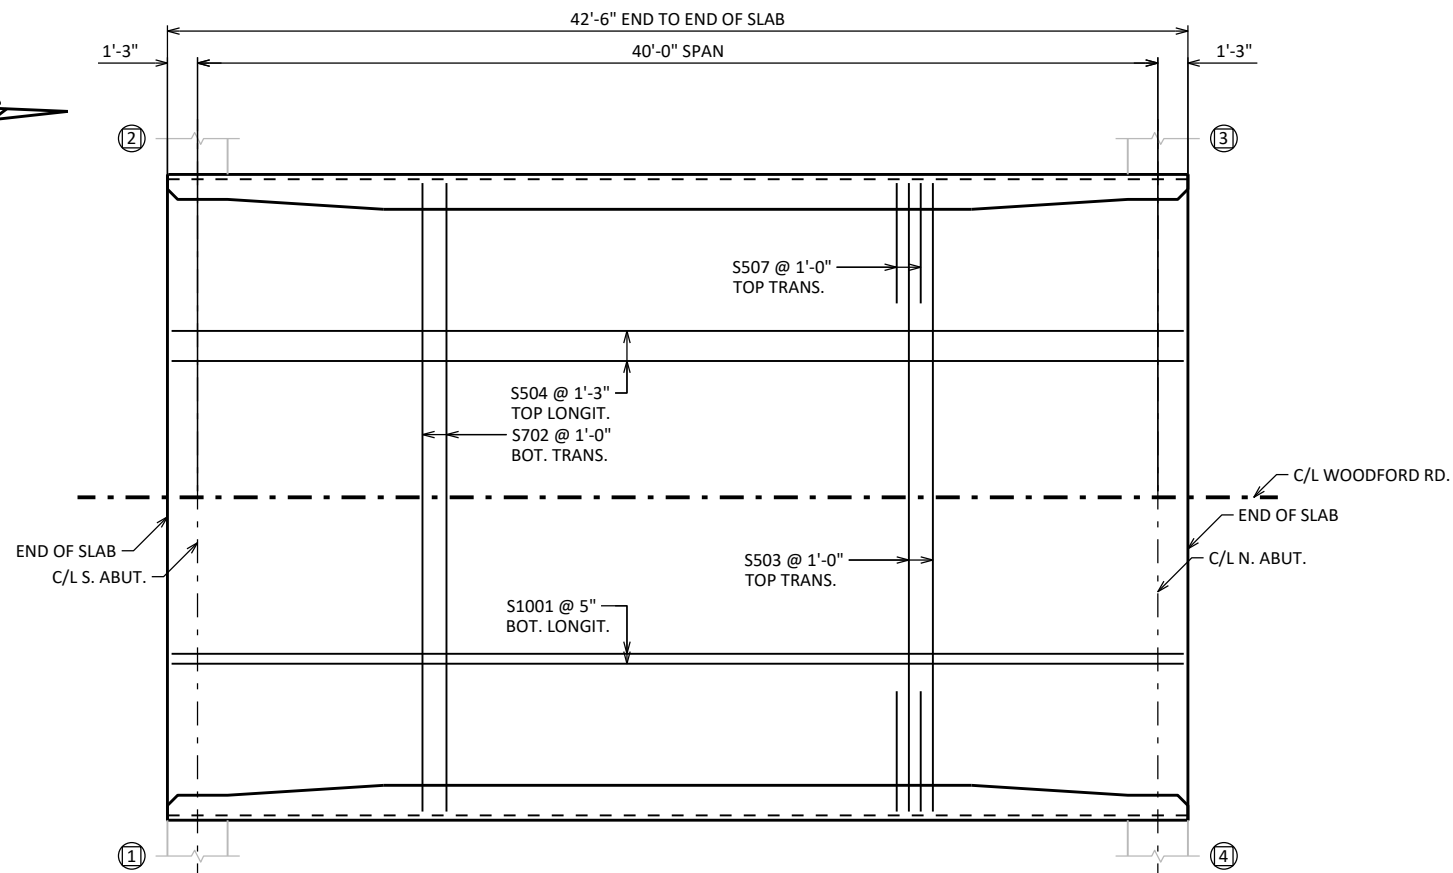 42'-6" END TO END OF SLAB
1'-3"
40'-0" SPAN
1'-3"
2
3
S507 @ 1'-0"
TOP TRANS.
S504 @ 1'-3"
TOP LONGIT.
S702 @ 1'-0"
BOT. TRANS.
C/L WOODFORD RD.
END OF SLAB
END OF SLAB
C/L S. ABUT.
S503 @ 1'-0"
TOP TRANS.
C/L N. ABUT.
S1001 @ 5"
BOT. LONGIT.
1
4